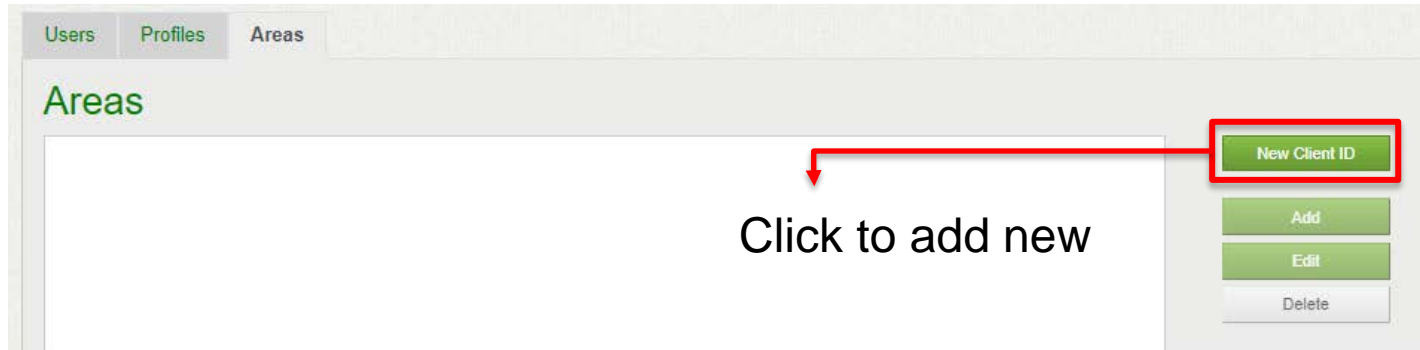 Users Profiles Areas
Areas
New Client ID
Click to add new
Add
Edit
Delete